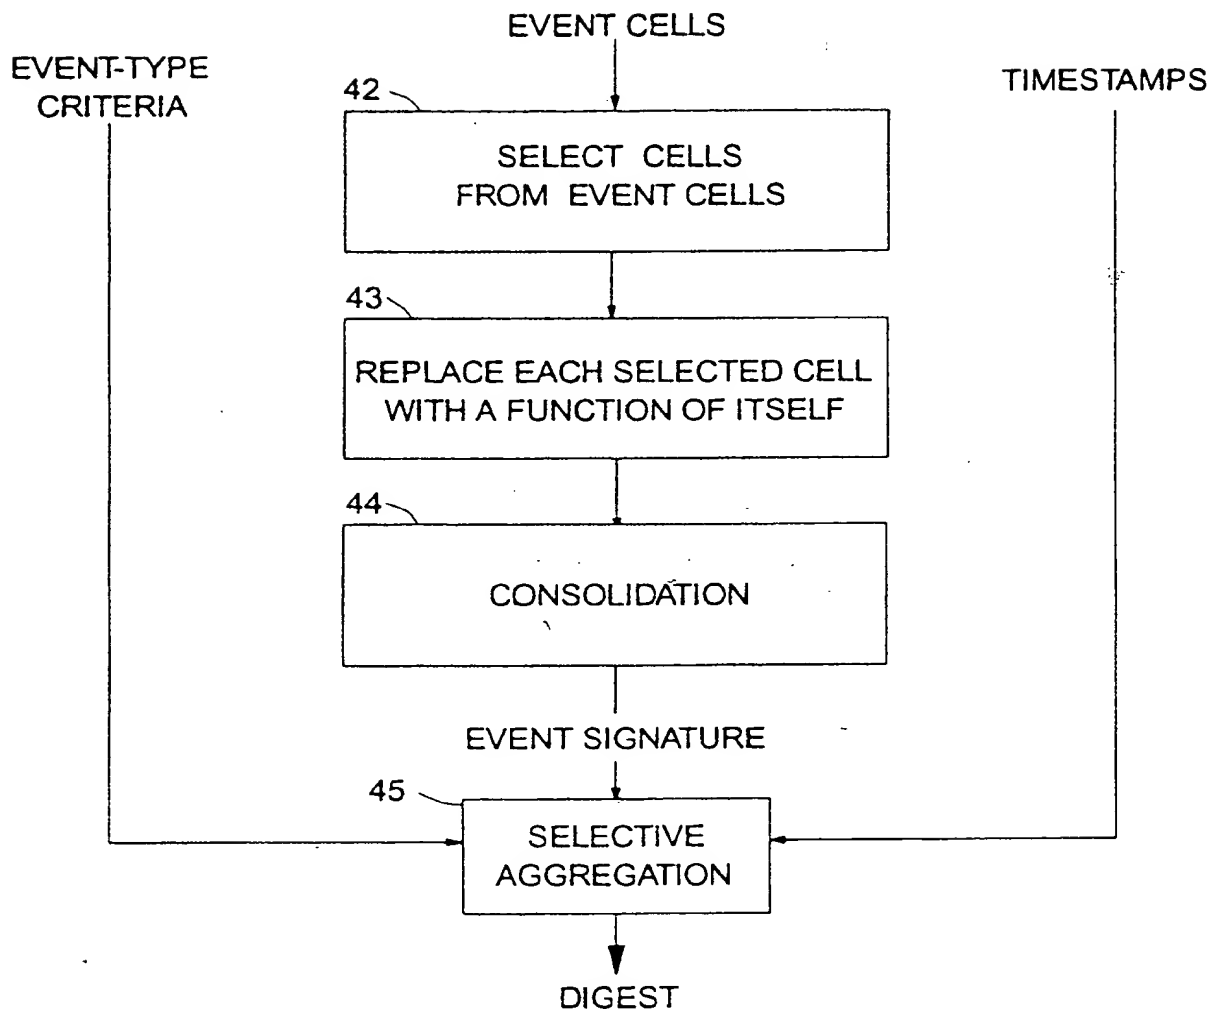 EVENT CELLS
EVENT-TYPE
CRITERIA
TIMESTAMPS
42
SELECT CELLS
FROM EVENT CELLS
43
REPLACE EACH SELECTED CELL
WITH A FUNCTION OF ITSELF
44
CONSOLIDATION
EVENT SIGNATURE
45
SELECTIVE
AGGREGATION
DIGEST